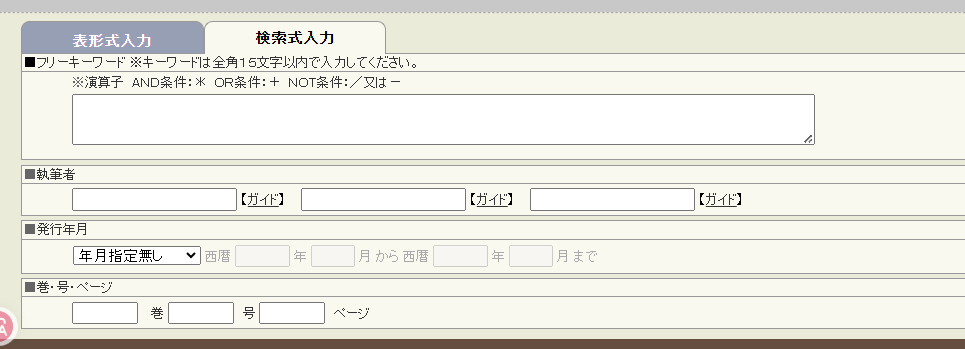 表形式入力 検索式入力
■フリーキーワード ※キーワードは全角15文字以内で入力してください。
※演算子 AND条件:＊ OR条件:＋ NOT条件:／又は－
■執筆者
【ガイド】 【ガイド】 【ガイド】
■発行年月
年月指定無し 西暦 年 月 から 西暦 年 月 まで
■巻・号・ページ
巻 号 ページ